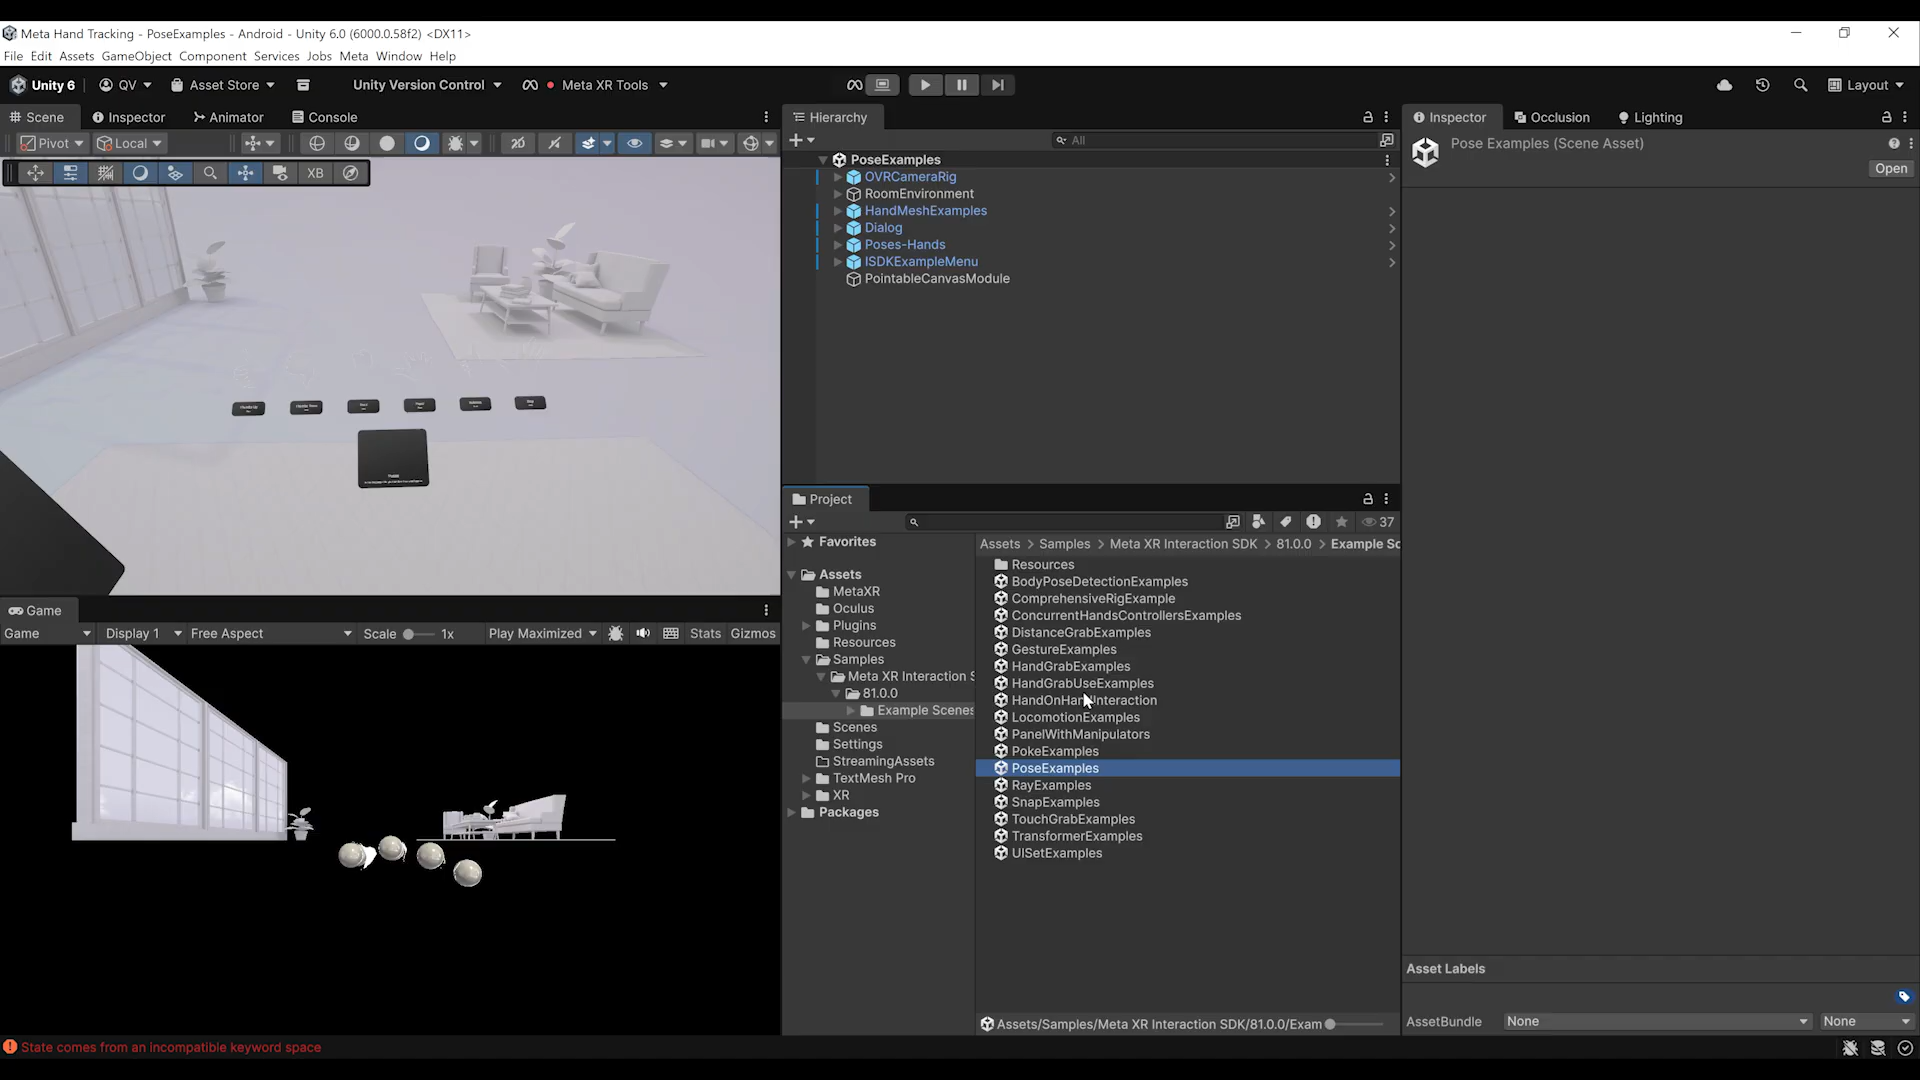 Meta Hand Tracking - PoseExamples - Android - Unity 6.0 (6000.0.58f2) <DX11>
File Edit Assets GameObject Component Services Jobs Meta Window Help
Unity 6 QV Asset Store Unity Version Control Meta XR Tools Layout
Scene Inspector Animator Console
Pivot Local
XB
Game
Game Display 1 Free Aspect Scale 1x Play Maximized Stats Gizmos
Hierarchy
All
PoseExamples
OVRCameraRig
RoomEnvironment
HandMeshExamples
Dialog
Poses-Hands
ISDKExampleMenu
PointableCanvasModule
Project
37
Favorites
Assets
MetaXR
Oculus
Plugins
Resources
Samples
Meta XR Interaction S
81.0.0
Example Scenes
Scenes
Settings
StreamingAssets
TextMesh Pro
XR
Packages
Assets > Samples > Meta XR Interaction SDK > 81.0.0 > Example Sc
Resources
BodyPoseDetectionExamples
ComprehensiveRigExample
ConcurrentHandsControllersExamples
DistanceGrabExamples
GestureExamples
HandGrabExamples
HandGrabUseExamples
HandOnHandInteraction
LocomotionExamples
PanelWithManipulators
PokeExamples
PoseExamples
RayExamples
SnapExamples
TouchGrabExamples
TransformerExamples
UISetExamples
Assets/Samples/Meta XR Interaction SDK/81.0.0/Exam
Inspector Occlusion Lighting
Pose Examples (Scene Asset)
Open
Asset Labels
AssetBundle None None
State comes from an incompatible keyword space